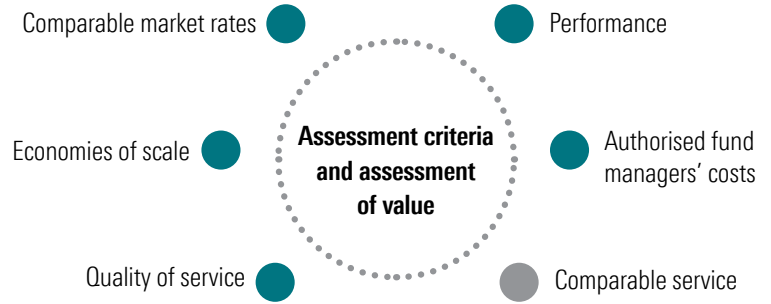 Comparable market rates
Performance
Assessment criteria
and assessment
of value
Economies of scale
Authorised fund
managers' costs
Quality of service
Comparable service